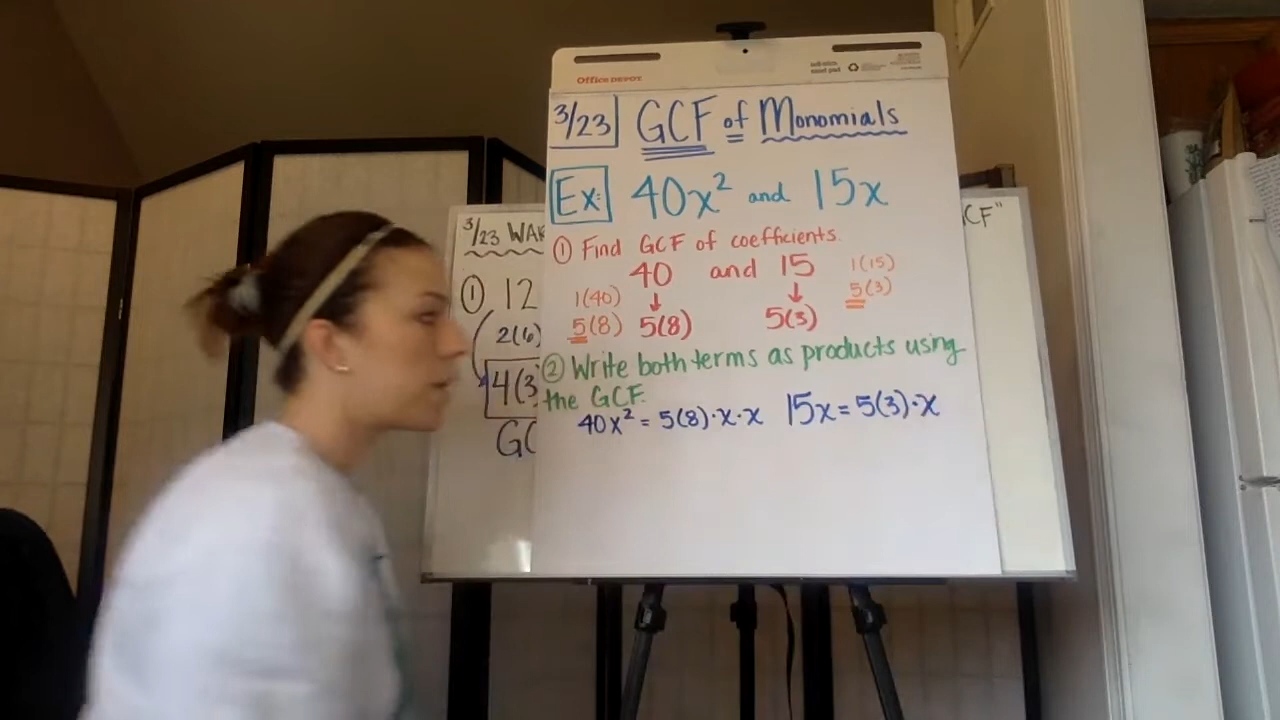 Office DEPOT
3/23 GCF of Monomials
Ex: 40x² and 15x
① Find GCF of coefficients.
40 and 15
1(40) 1(15)
5(8) 5(3)
5(8) 5(3)
② Write both terms as products using
the GCF.
40x² = 5(8)·x·x 15x = 5(3)·x
3/23 WAK
① 12
2(6)
4(3
GC
CF"